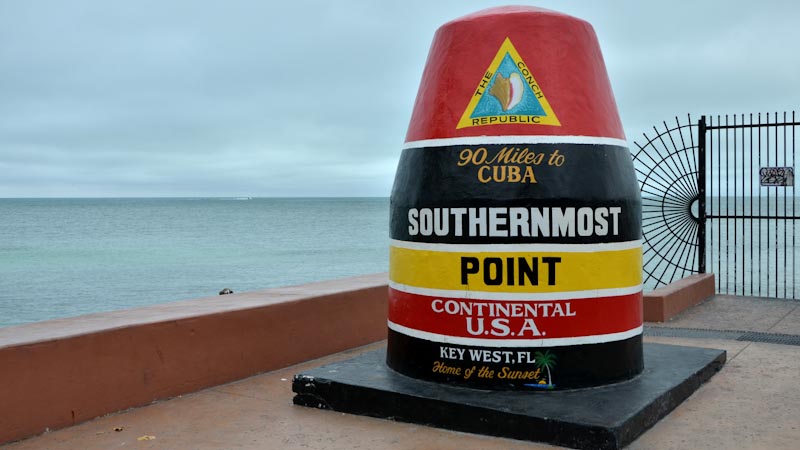 THE CONCH
REPUBLIC
90 Miles to
CUBA
SOUTHERNMOST
POINT
CONTINENTAL
U.S.A.
KEY WEST, FL
Home of the Sunset